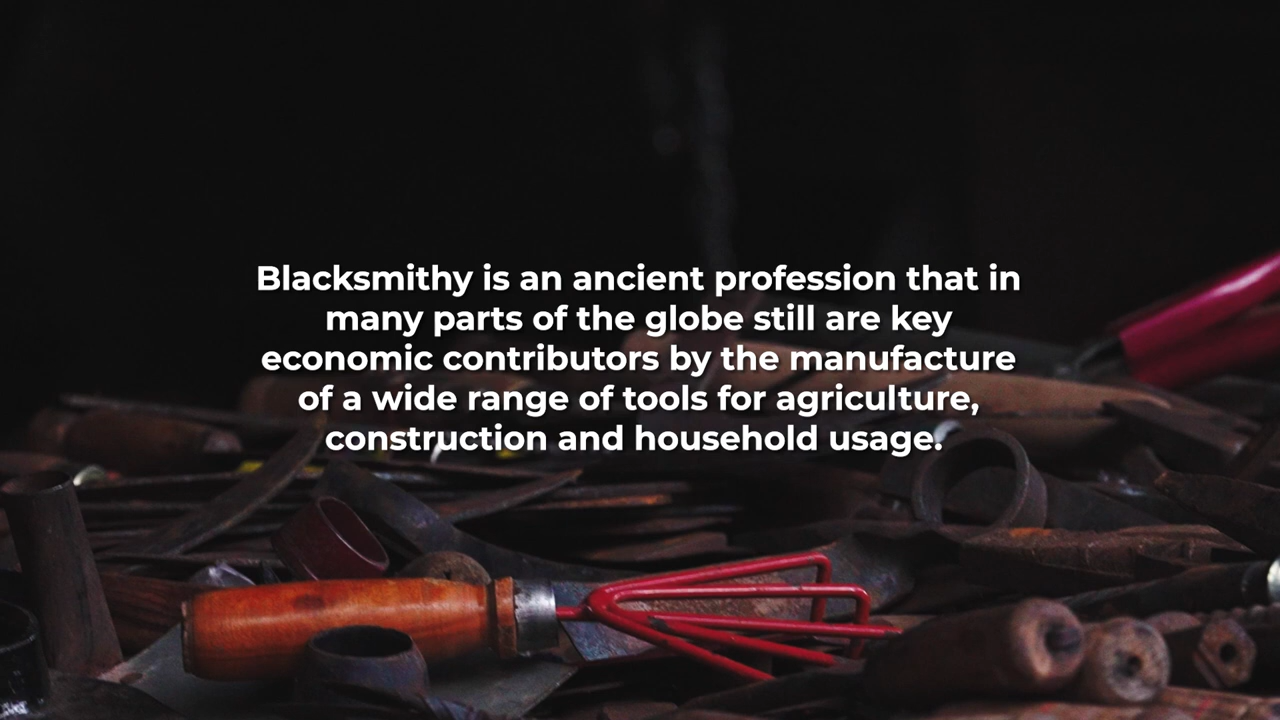 Blacksmithy is an ancient profession that in
many parts of the globe still are key
economic contributors by the manufacture
of a wide range of tools for agriculture,
construction and household usage.